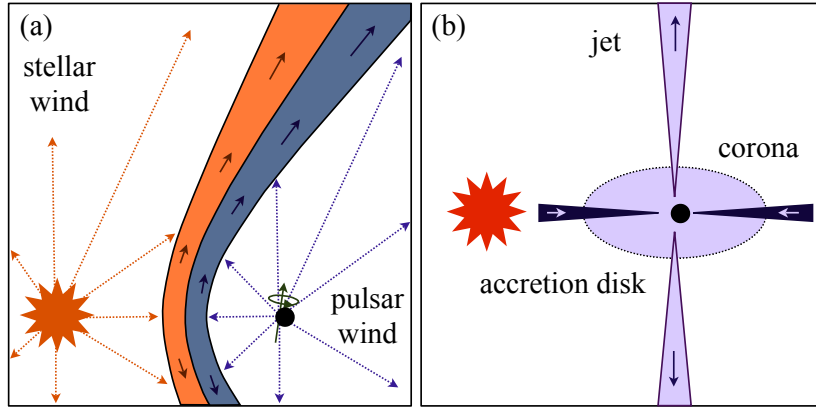 (a)
stellar
wind
pulsar
wind
(b)
jet
corona
accretion disk